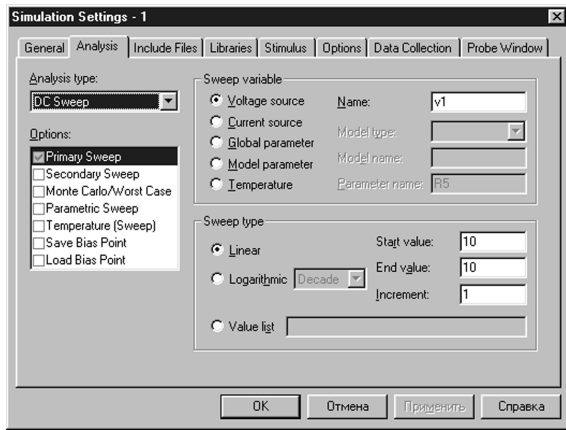 Simulation Settings - 1
General Analysis Include Files Libraries Stimulus Options Data Collection Probe Window
Analysis type:
DC Sweep
Options:
Primary Sweep
Secondary Sweep
Monte Carlo/Worst Case
Parametric Sweep
Temperature (Sweep)
Save Bias Point
Load Bias Point
Sweep variable
Voltage source
Current source
Global parameter
Model parameter
Temperature
Name: v1
Model type:
Model name:
Parameter name: R5
Sweep type
Linear
Logarithmic Decade
Value list
Start value: 10
End value: 10
Increment: 1
OK Отмена Применить Справка